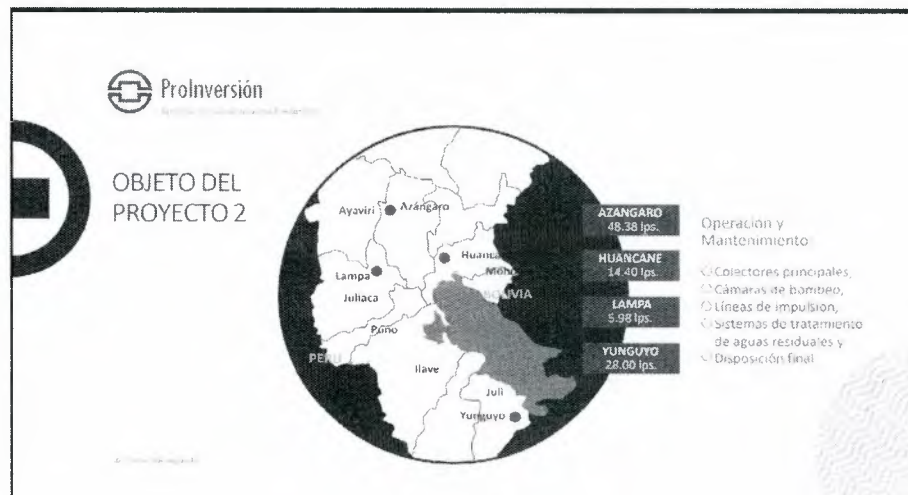 ProInversión
OBJETO DEL
PROYECTO 2
Ayaviri
Azángaro
Huancané
Lampa
Moho
BOLIVIA
Juliaca
Puno
PERU
Ilave
Juli
Yunguyo
AZANGARO
48.38 lps.
HUANCANE
14.40 lps.
LAMPA
5.98 lps.
YUNGUYO
28.00 lps.
Operación y
Mantenimiento
Colectores principales,
Cámaras de bombeo,
Líneas de impulsión,
Sistemas de tratamiento
de aguas residuales y
Disposición final